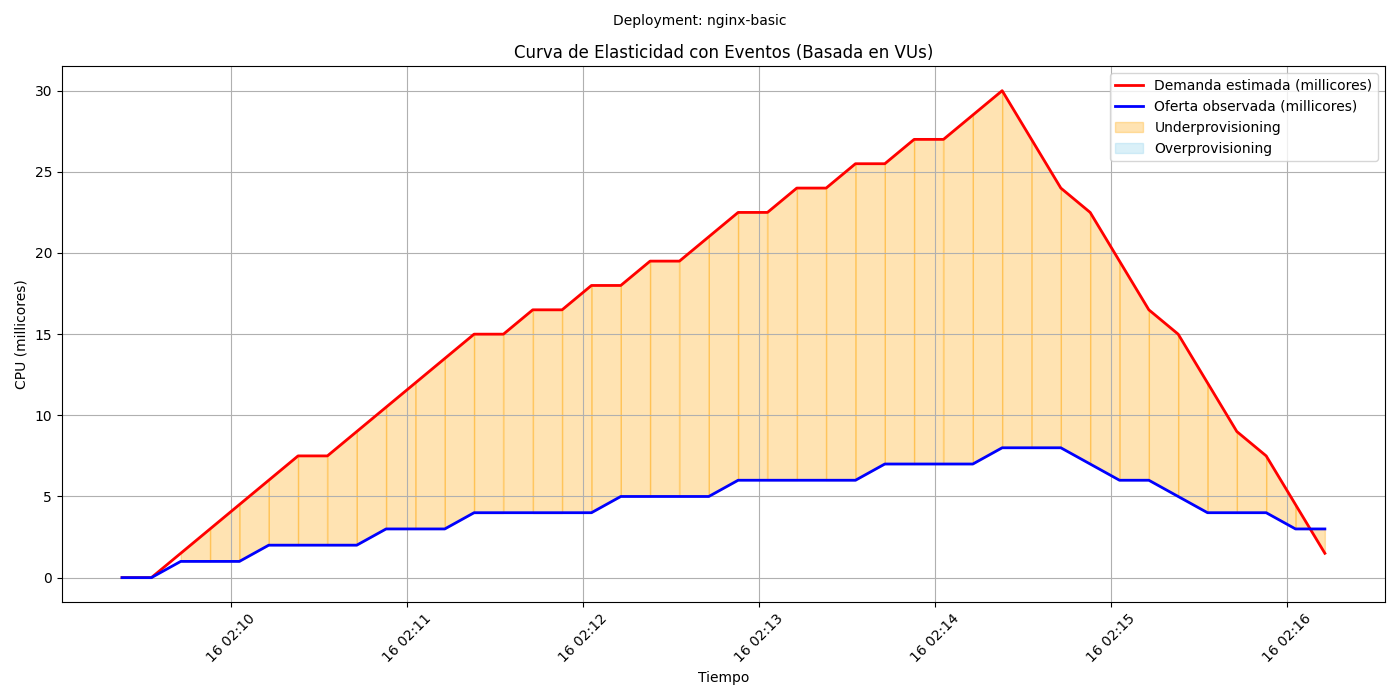 Deployment: nginx-basic
Curva de Elasticidad con Eventos (Basada en VUs)
Demanda estimada (millicores)
Oferta observada (millicores)
Underprovisioning
Overprovisioning
CPU (millicores)
30
25
20
15
10
5
0
16 02:10
16 02:11
16 02:12
16 02:13
16 02:14
16 02:15
16 02:16
Tiempo